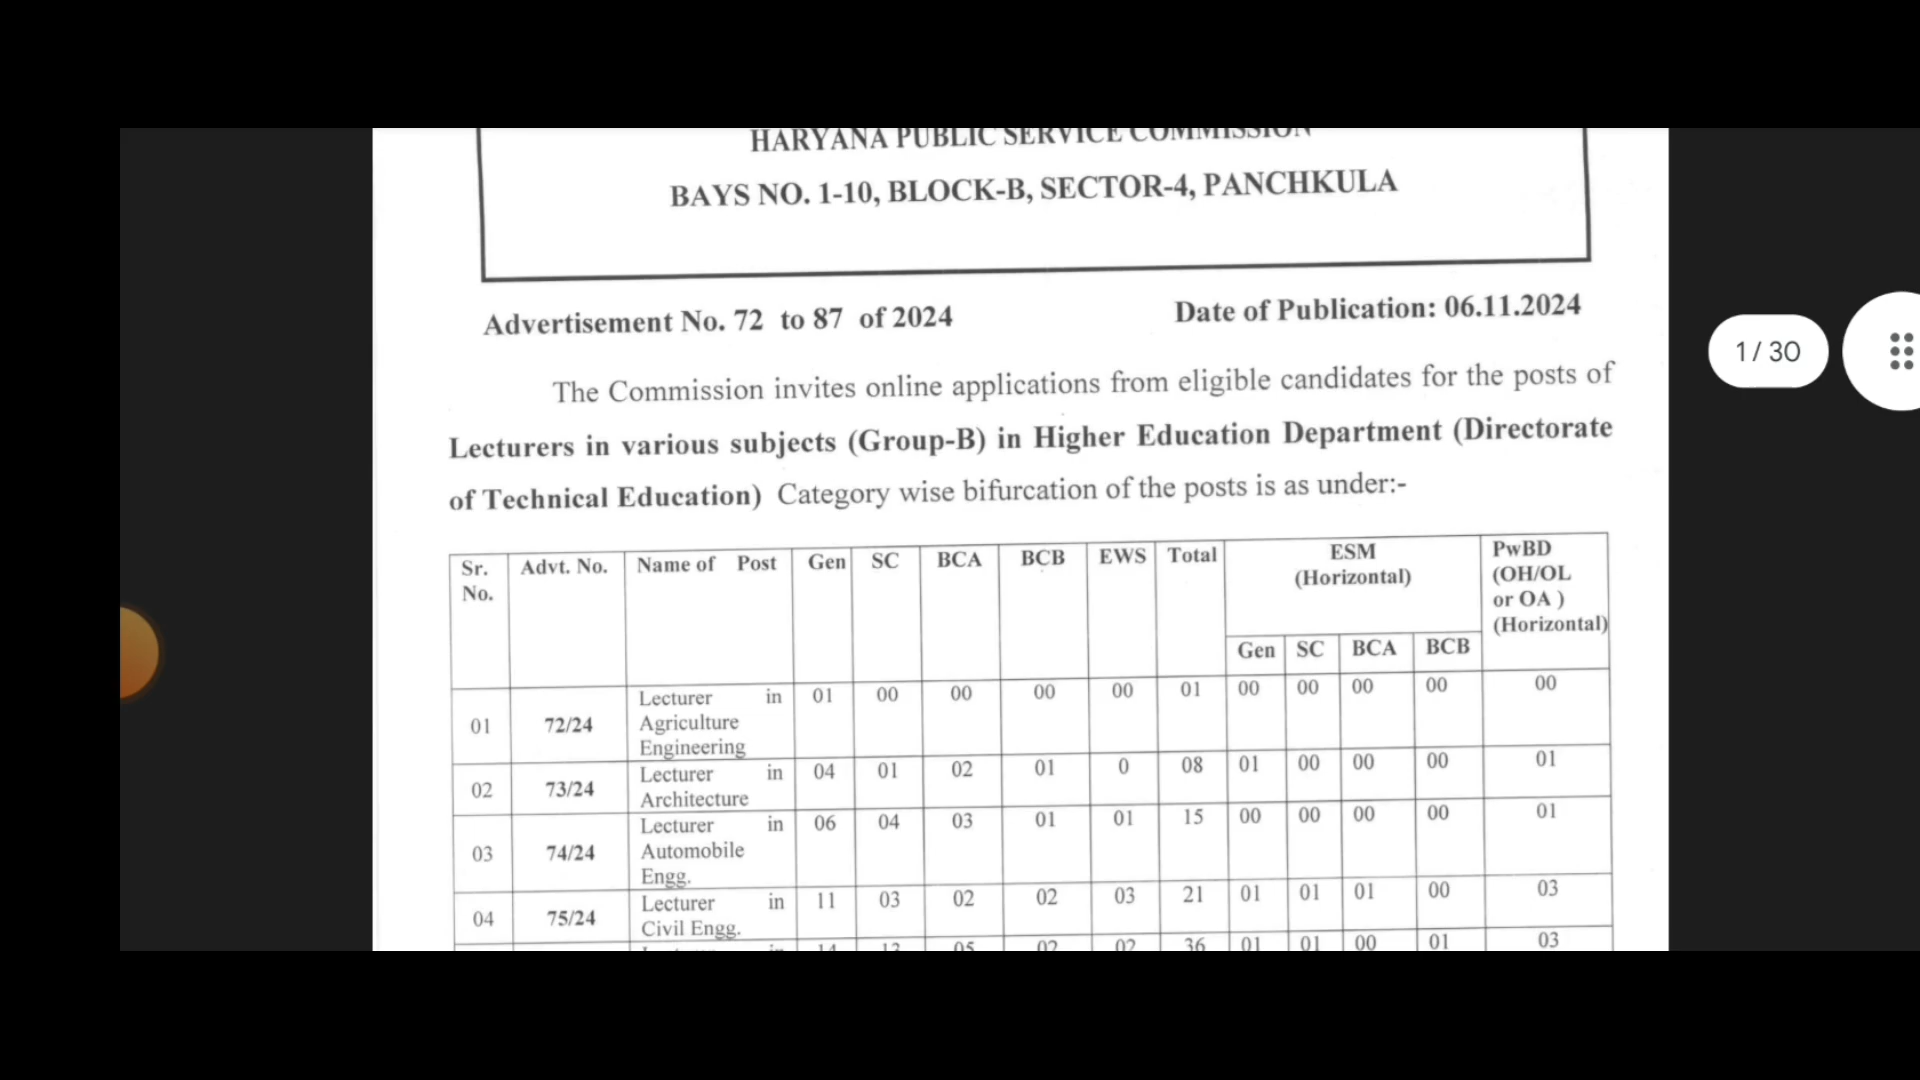 HARYANA PUBLIC SERVICE COMMISSION
BAYS NO. 1-10, BLOCK-B, SECTOR-4, PANCHKULA
Advertisement No. 72 to 87 of 2024 Date of Publication: 06.11.2024
1 / 30
The Commission invites online applications from eligible candidates for the posts of
Lecturers in various subjects (Group-B) in Higher Education Department (Directorate
of Technical Education) Category wise bifurcation of the posts is as under:-
Sr. No. Advt. No. Name of Post Gen SC BCA BCB EWS Total ESM (Horizontal) PwBD (OH/OL or OA ) (Horizontal)
Gen SC BCA BCB
01 72/24 Lecturer in Agriculture Engineering 01 00 00 00 00 01 00 00 00 00 00
02 73/24 Lecturer in Architecture 04 01 02 01 0 08 01 00 00 00 01
03 74/24 Lecturer in Automobile Engg. 06 04 03 01 01 15 00 00 00 00 01
04 75/24 Lecturer in Civil Engg. 11 03 02 02 03 21 01 01 01 00 03
36 01 01 00 01 03